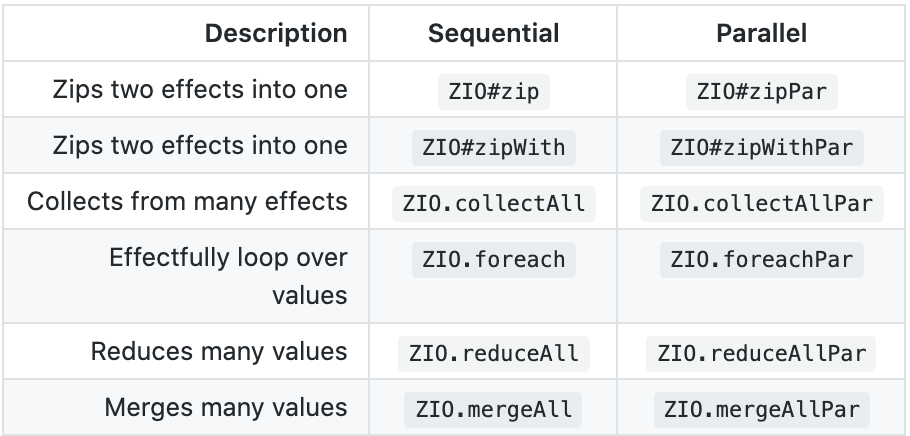 Description Sequential Parallel
Zips two effects into one ZIO#zip ZIO#zipPar
Zips two effects into one ZIO#zipWith ZIO#zipWithPar
Collects from many effects ZIO.collectAll ZIO.collectAllPar
Effectfully loop over ZIO.foreach ZIO.foreachPar
values
Reduces many values ZIO.reduceAll ZIO.reduceAllPar
Merges many values ZIO.mergeAll ZIO.mergeAllPar